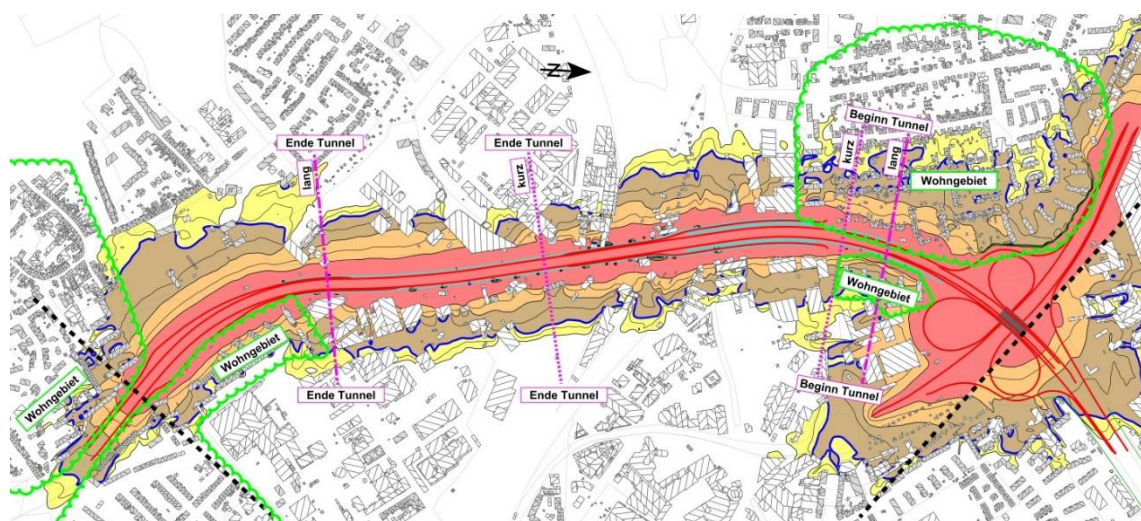 N
Ende Tunnel
lang
Ende Tunnel
Ende Tunnel
kurz
Ende Tunnel
Beginn Tunnel
kurz
lang
Beginn Tunnel
Wohngebiet
Wohngebiet
Wohngebiet
Wohngebiet